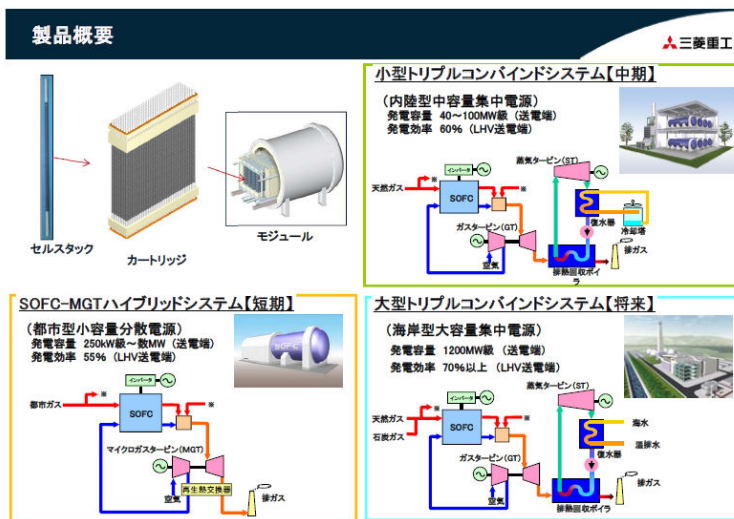 製品概要
三菱重工
セルスタック
カートリッジ
モジュール
小型トリプルコンバインドシステム【中期】
（内陸型中容量集中電源）
発電容量 40～100MW級 （送電端）
発電効率 60% （LHV送電端）
蒸気タービン(ST)
インバータ
天然ガス
※
※
SOFC
復水器
冷却塔
ガスタービン(GT)
空気
排ガス
排熱回収ボイ
ラ
SOFC-MGTハイブリッドシステム【短期】
（都市型小容量分散電源）
発電容量 250kW級～数MW （送電端）
発電効率 55% （LHV送電端）
SOFC
インバータ
都市ガス
※
※
SOFC
マイクロガスタービン(MGT)
再生熱交換器
空気
排ガス
大型トリプルコンバインドシステム【将来】
（海岸型大容量集中電源）
発電容量 1200MW級 （送電端）
発電効率 70%以上 （LHV送電端）
蒸気タービン(ST)
インバータ
天然ガス
※
※
石炭ガス
SOFC
海水
温排水
復水器
ガスタービン(GT)
空気
排ガス
排熱回収ボイラ